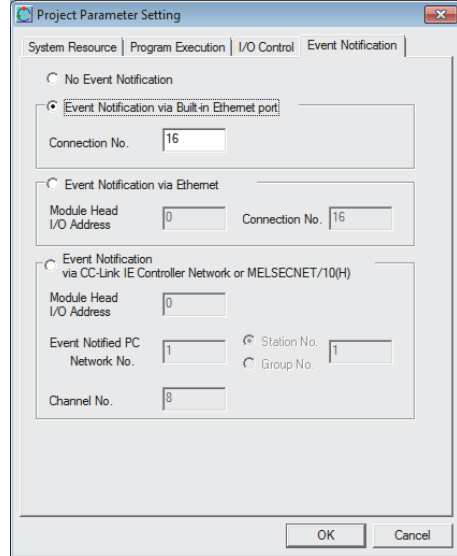 Project Parameter Setting
System Resource Program Execution I/O Control Event Notification
No Event Notification
Event Notification via Built-in Ethernet port
Connection No. 16
Event Notification via Ethernet
Module Head
I/O Address 0 Connection No. 16
Event Notification
via CC-Link IE Controller Network or MELSECNET/10(H)
Module Head
I/O Address 0
Event Notified PC
Network No. 1 Station No. 1
Group No.
Channel No. 8
OK Cancel